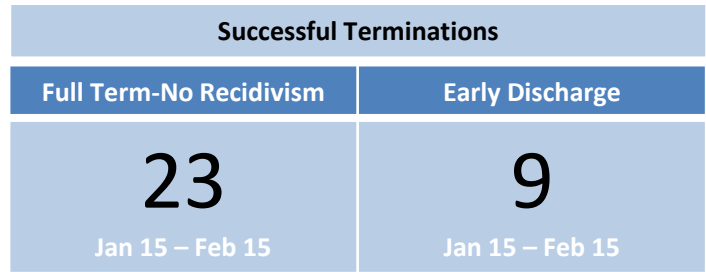 Successful Terminations
Full Term-No Recidivism
Early Discharge
23
9
Jan 15 – Feb 15
Jan 15 – Feb 15